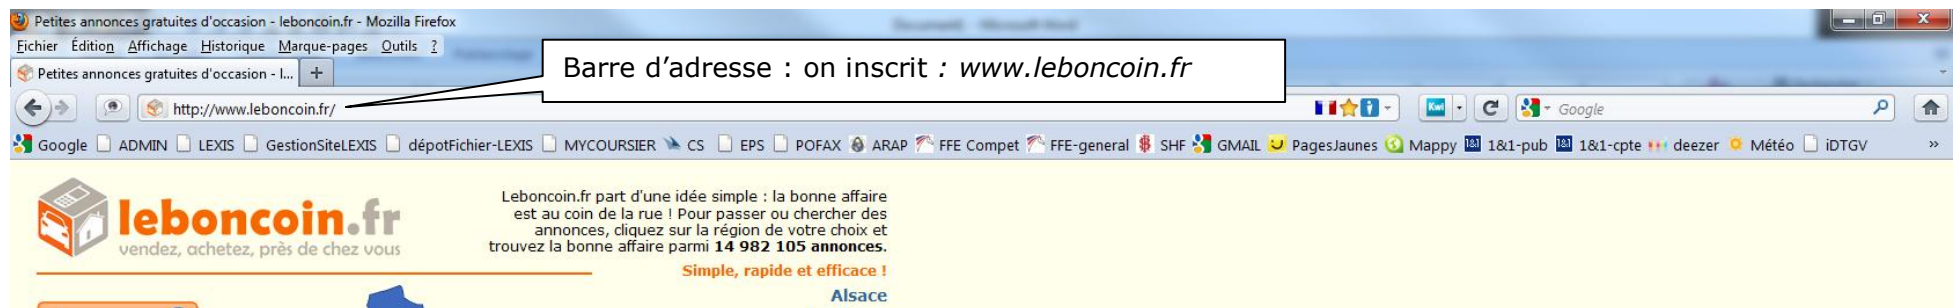 Petites annonces gratuites d'occasion - leboncoin.fr - Mozilla Firefox
Fichier Édition Affichage Historique Marque-pages Outils ?
Petites annonces gratuites d'occasion - l...
Barre d'adresse : on inscrit : www.leboncoin.fr
http://www.leboncoin.fr/
Kwi
Google
Google ADMIN LEXIS GestionSiteLEXIS dépotFichier-LEXIS MYCOURSIER CS EPS POFAX ARAP FFE Compet FFE-general SHF GMAIL PagesJaunes Mappy 1&1-pub 1&1-cpte deezer Météo iDTGV »
leboncoin.fr
vendez, achetez, près de chez vous
Leboncoin.fr part d'une idée simple : la bonne affaire
est au coin de la rue ! Pour passer ou chercher des
annonces, cliquez sur la région de votre choix et
trouvez la bonne affaire parmi 14 982 105 annonces.
Simple, rapide et efficace !
Alsace